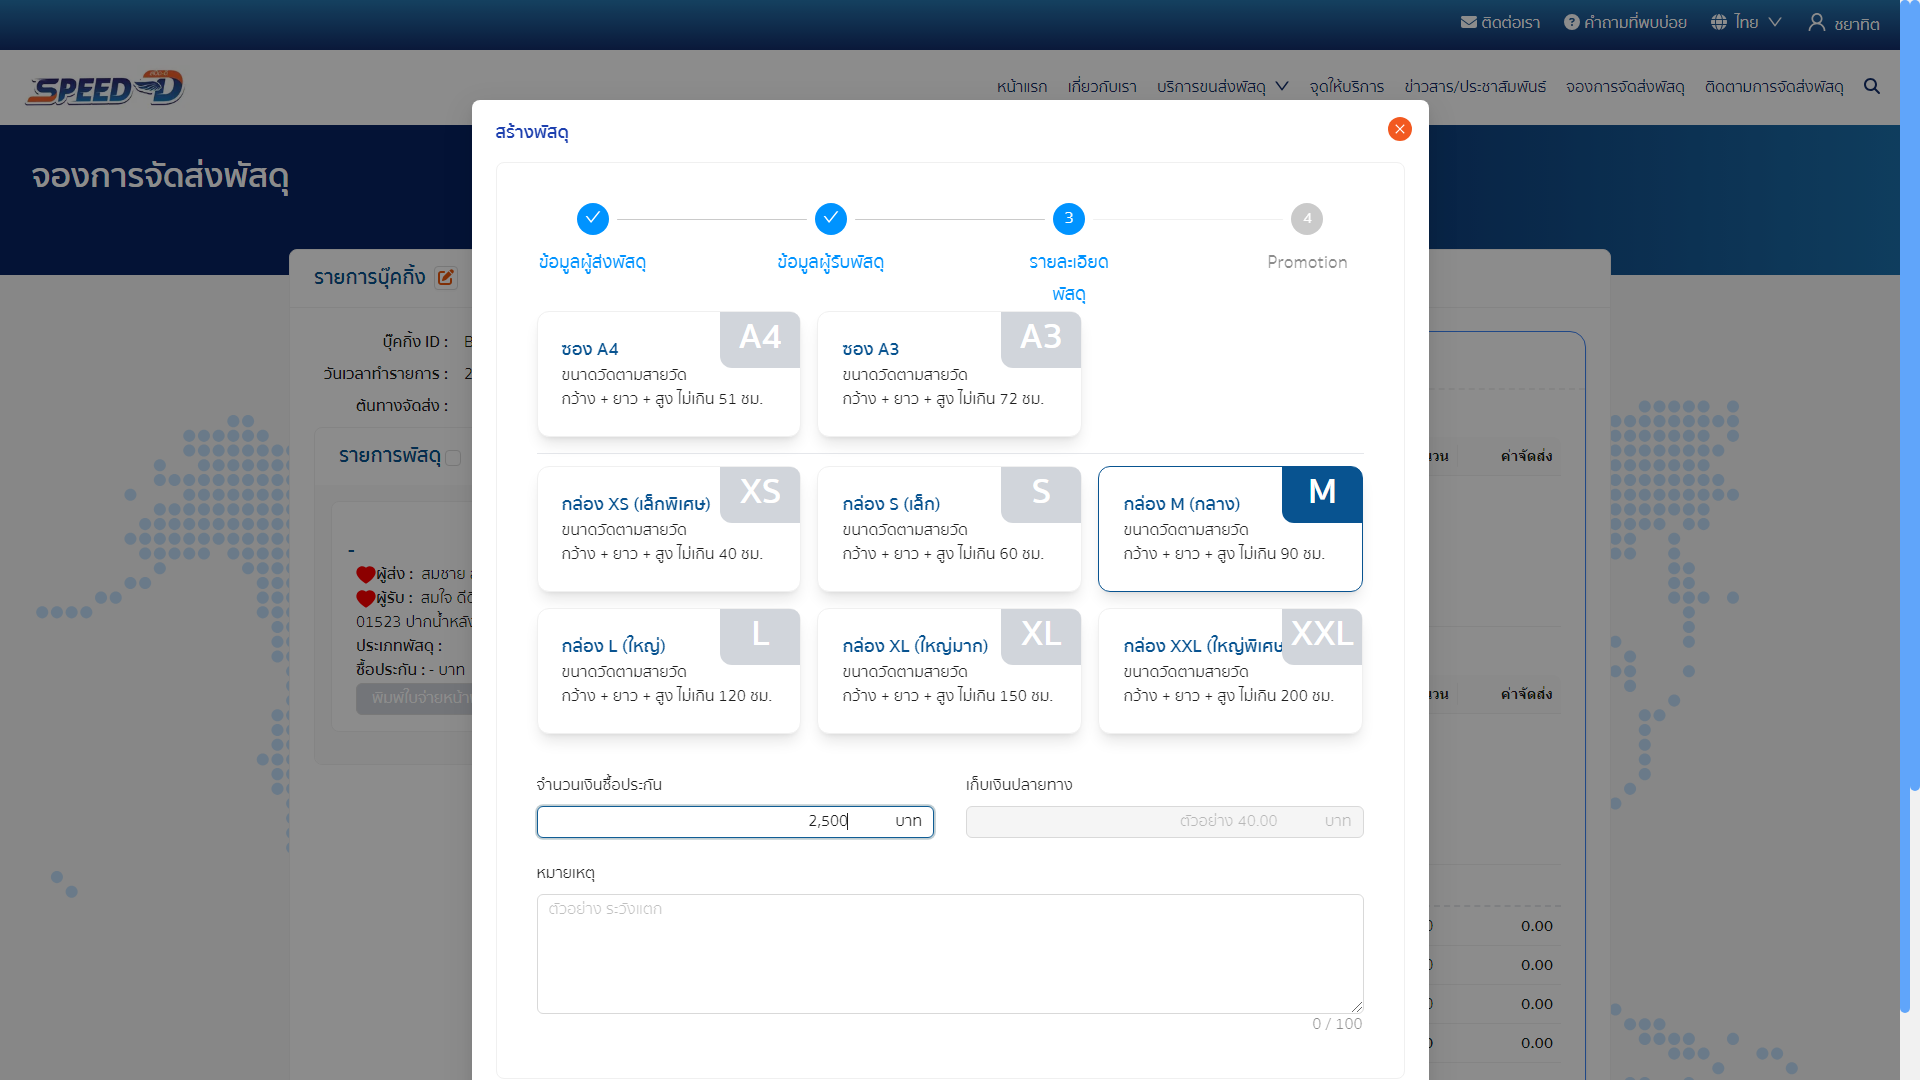 ติดต่อเรา
คำถามที่พบบ่อย
ไทย
ชยาทิต
SPEED-D
หน้าแรก
เกี่ยวกับเรา
บริการขนส่งพัสดุ
จุดให้บริการ
ข่าวสาร/ประชาสัมพันธ์
จองการจัดส่งพัสดุ
ติดตามการจัดส่งพัสดุ
จองการจัดส่งพัสดุ
สร้างพัสดุ
3
4
ข้อมูลผู้ส่งพัสดุ
ข้อมูลผู้รับพัสดุ
รายละเอียด
พัสดุ
Promotion
รายการบุ๊คกิ้ง
บุ๊คกิ้ง ID :
วันเวลาทำรายการ : 2
ต้นทางจัดส่ง :
รายการพัสดุ
-
ผู้ส่ง : สมชาย
ผู้รับ : สมใจ
01523 ปากน้ำหลัง
ประเภทพัสดุ :
ซื้อประกัน : - บาท
พิมพ์ใบจ่ายหน้า
ซอง A4
A4
ขนาดวัดตามสายวัด
กว้าง + ยาว + สูง ไม่เกิน 51 ซม.
ซอง A3
A3
ขนาดวัดตามสายวัด
กว้าง + ยาว + สูง ไม่เกิน 72 ซม.
กล่อง XS (เล็กพิเศษ)
XS
ขนาดวัดตามสายวัด
กว้าง + ยาว + สูง ไม่เกิน 40 ซม.
กล่อง S (เล็ก)
S
ขนาดวัดตามสายวัด
กว้าง + ยาว + สูง ไม่เกิน 60 ซม.
กล่อง M (กลาง)
M
ขนาดวัดตามสายวัด
กว้าง + ยาว + สูง ไม่เกิน 90 ซม.
กล่อง L (ใหญ่)
L
ขนาดวัดตามสายวัด
กว้าง + ยาว + สูง ไม่เกิน 120 ซม.
กล่อง XL (ใหญ่มาก)
XL
ขนาดวัดตามสายวัด
กว้าง + ยาว + สูง ไม่เกิน 150 ซม.
กล่อง XXL (ใหญ่พิเศษ
XXL
ขนาดวัดตามสายวัด
กว้าง + ยาว + สูง ไม่เกิน 200 ซม.
จำนวนเงินซื้อประกัน
2,500 บาท
เก็บเงินปลายทาง
ตัวอย่าง 40.00 บาท
หมายเหตุ
ตัวอย่าง ระวังแตก
0 / 100
ค่าจัดส่ง
ค่าจัดส่ง
0.00
0.00
0.00
0.00